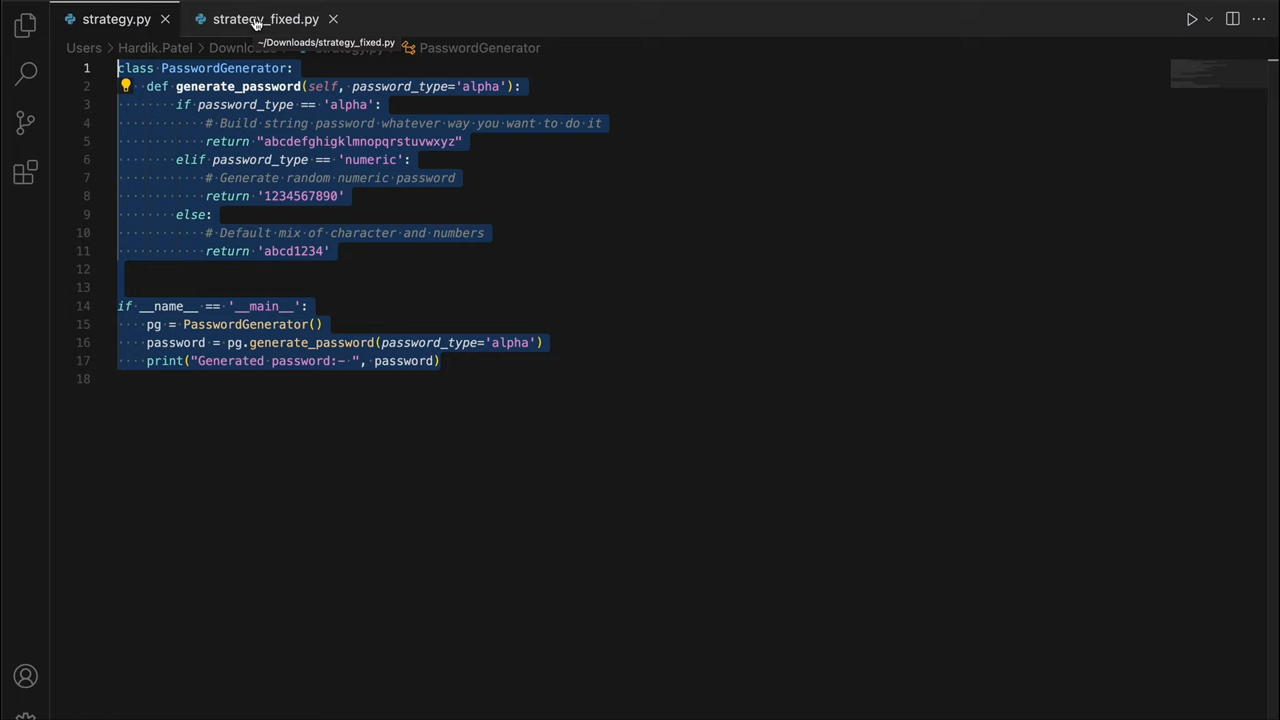 strategy.py
strategy_fixed.py
Users > Hardik.Patel > PasswordGenerator
~/Downloads/strategy_fixed.py
1 class PasswordGenerator:
2 def generate_password(self, password_type='alpha'):
3 if password_type == 'alpha':
4 # Build string password whatever way you want to do it
5 return "abcdefghigklmnopqrstuvwxyz"
6 elif password_type == 'numeric':
7 # Generate random numeric password
8 return '1234567890'
9 else:
10 # Default mix of character and numbers
11 return 'abcd1234'
12
13
14 if __name__ == '__main__':
15 pg = PasswordGenerator()
16 password = pg.generate_password(password_type='alpha')
17 print("Generated password:- ", password)
18